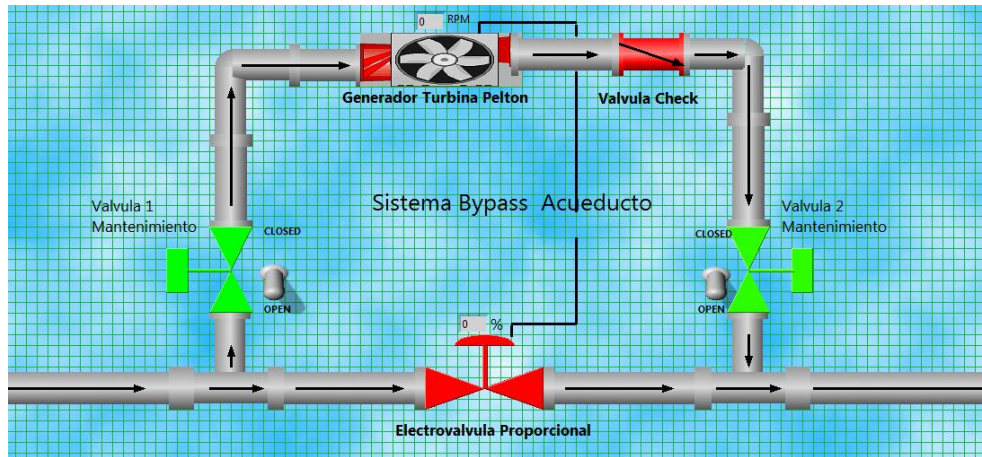 0 RPM
Generador Turbina Pelton
Valvula Check
Sistema Bypass Acueducto
Valvula 1
Mantenimiento
CLOSED
OPEN
Valvula 2
Mantenimiento
CLOSED
OPEN
0 %
Electrovalvula Proporcional